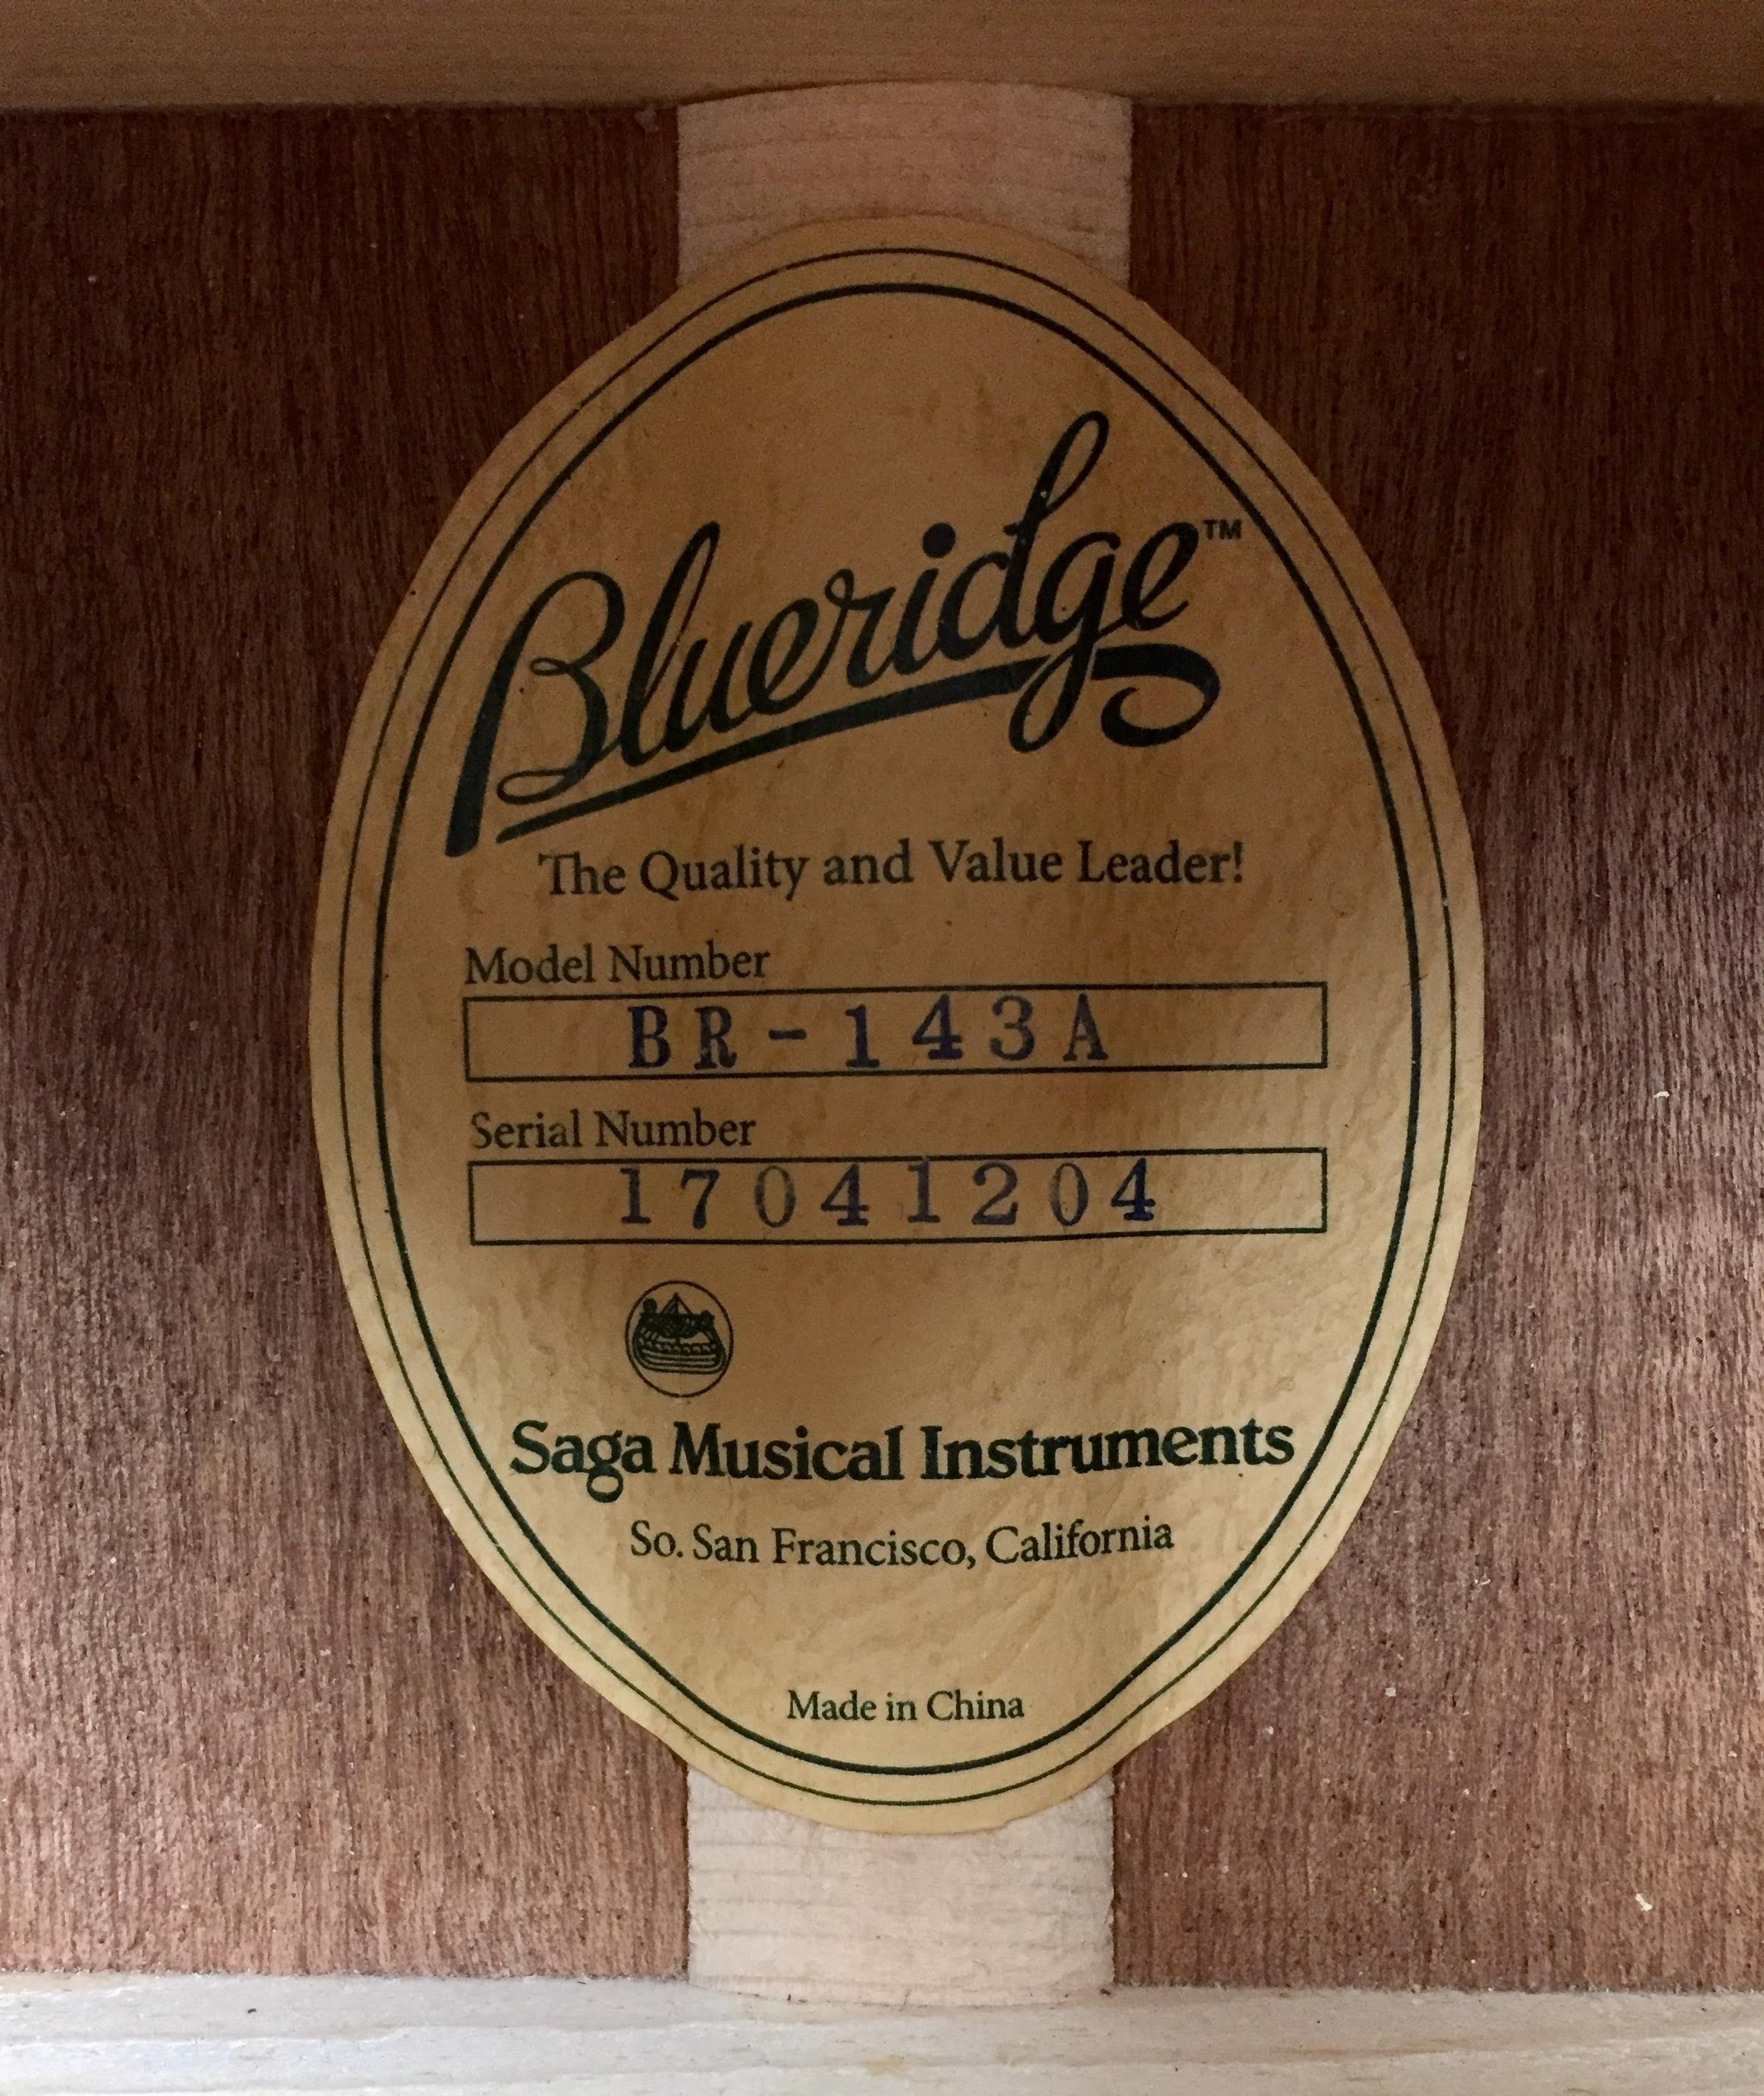 Blueridge™
The Quality and Value Leader!
Model Number
BR-143A
Serial Number
17041204
Saga Musical Instruments
So. San Francisco, California
Made in China